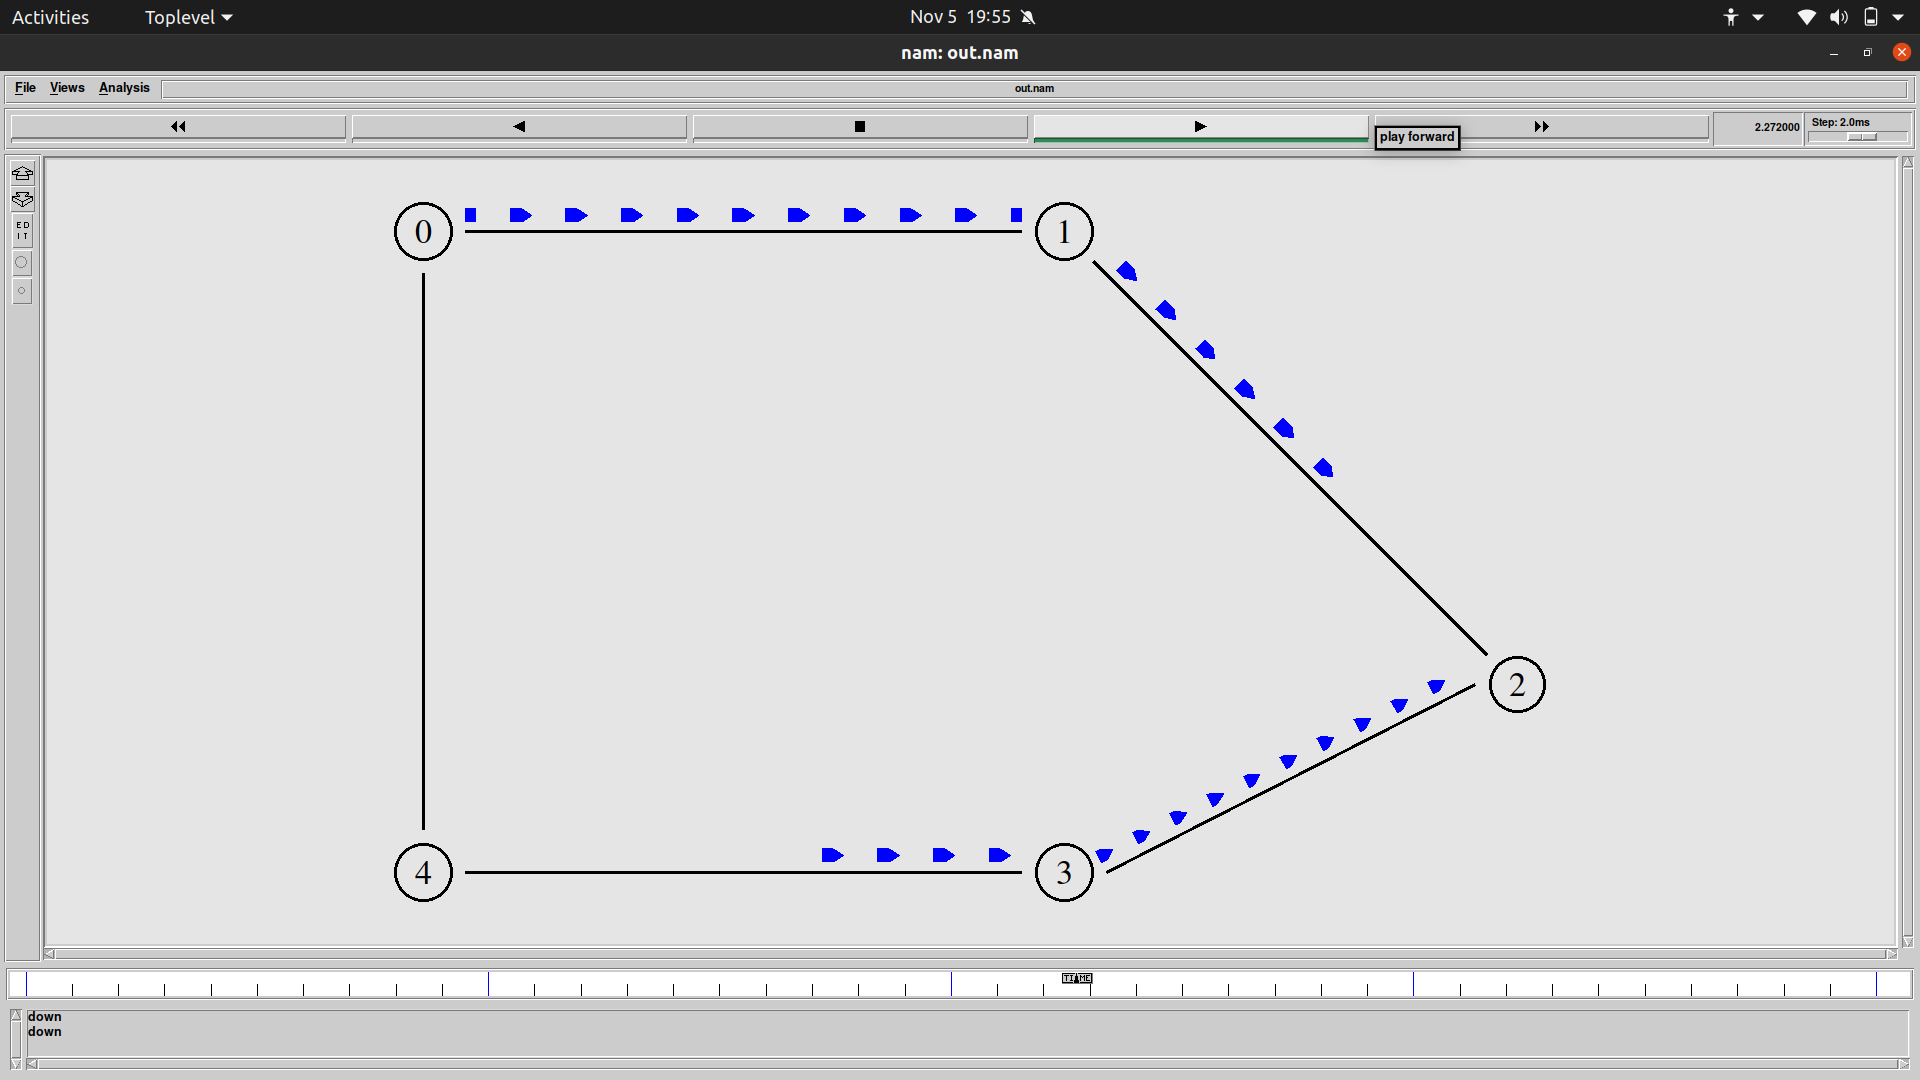 Activities
Toplevel
Nov 5 19:55
nam: out.nam
File Views Analysis
out.nam
2.272000
Step: 2.0ms
play forward
E D
I T
0
1
2
3
4
TIME
down
down